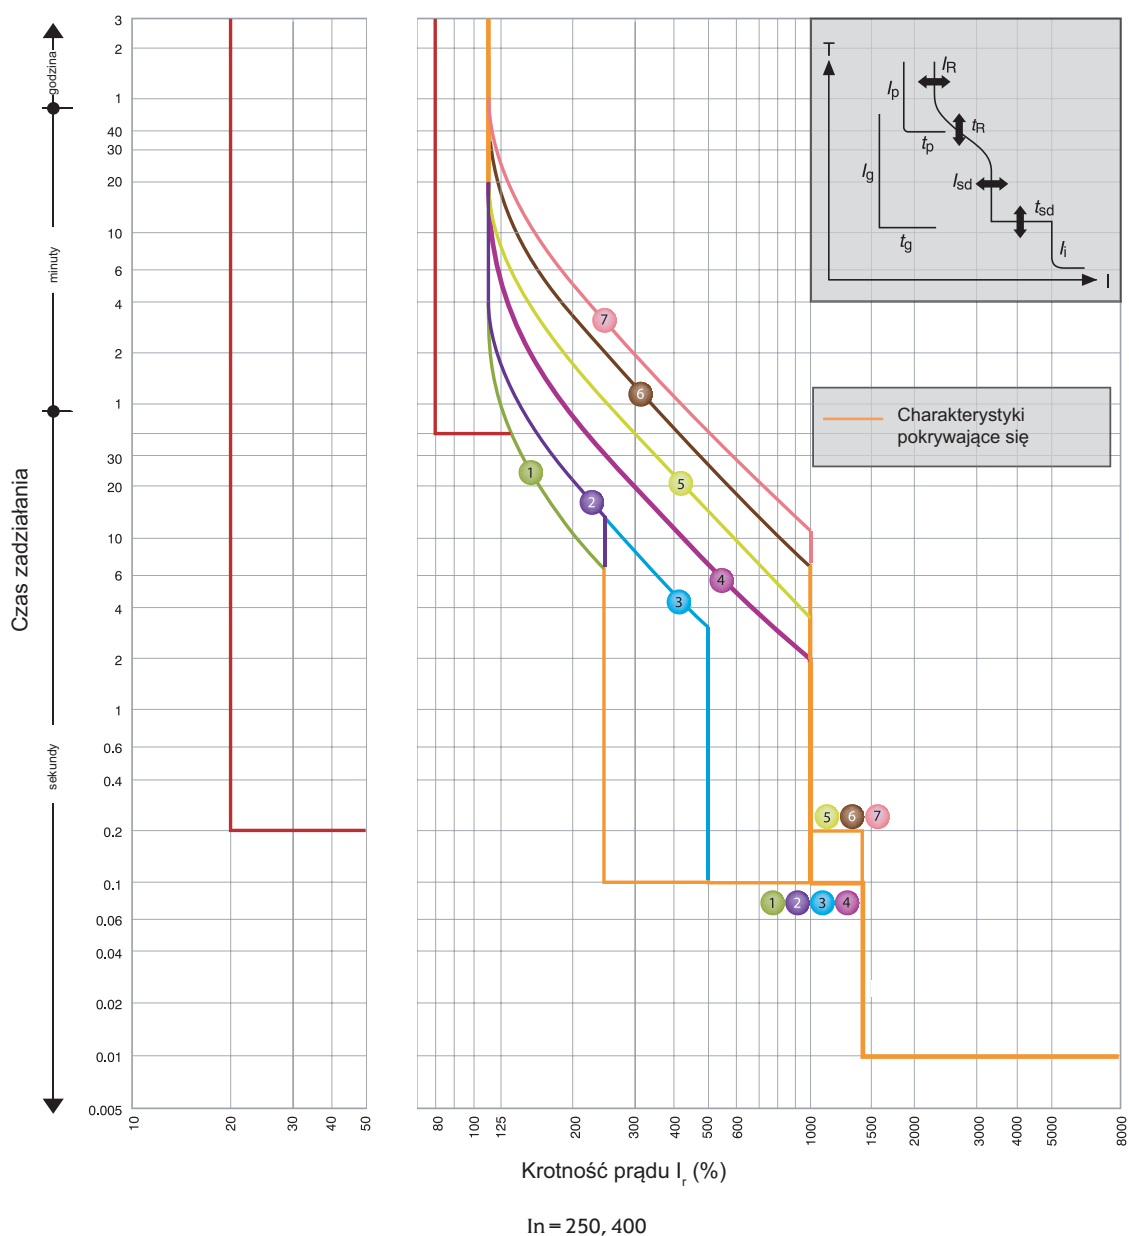 godzina
minuty
sekundy
Czas zadziałania
3
2
1
40
30
20
10
6
4
2
1
30
20
10
6
4
2
1
0.6
0.4
0.2
0.1
0.06
0.04
0.02
0.01
0.005
T
IR
Ip
tR
tp
Ig
Isd
tsd
tg
Ii
I
Charakterystyki
pokrywające się
7
6
5
1
2
4
3
5 6 7
1 2 3 4
10 20 30 40 50 80 100 125 200 300 400 500 600 1000 1500 2000 3000 4000 5000 8000
Krotność prądu Ir (%)
In = 250, 400